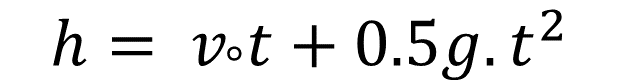 h = v∘t + 0.5g.t²